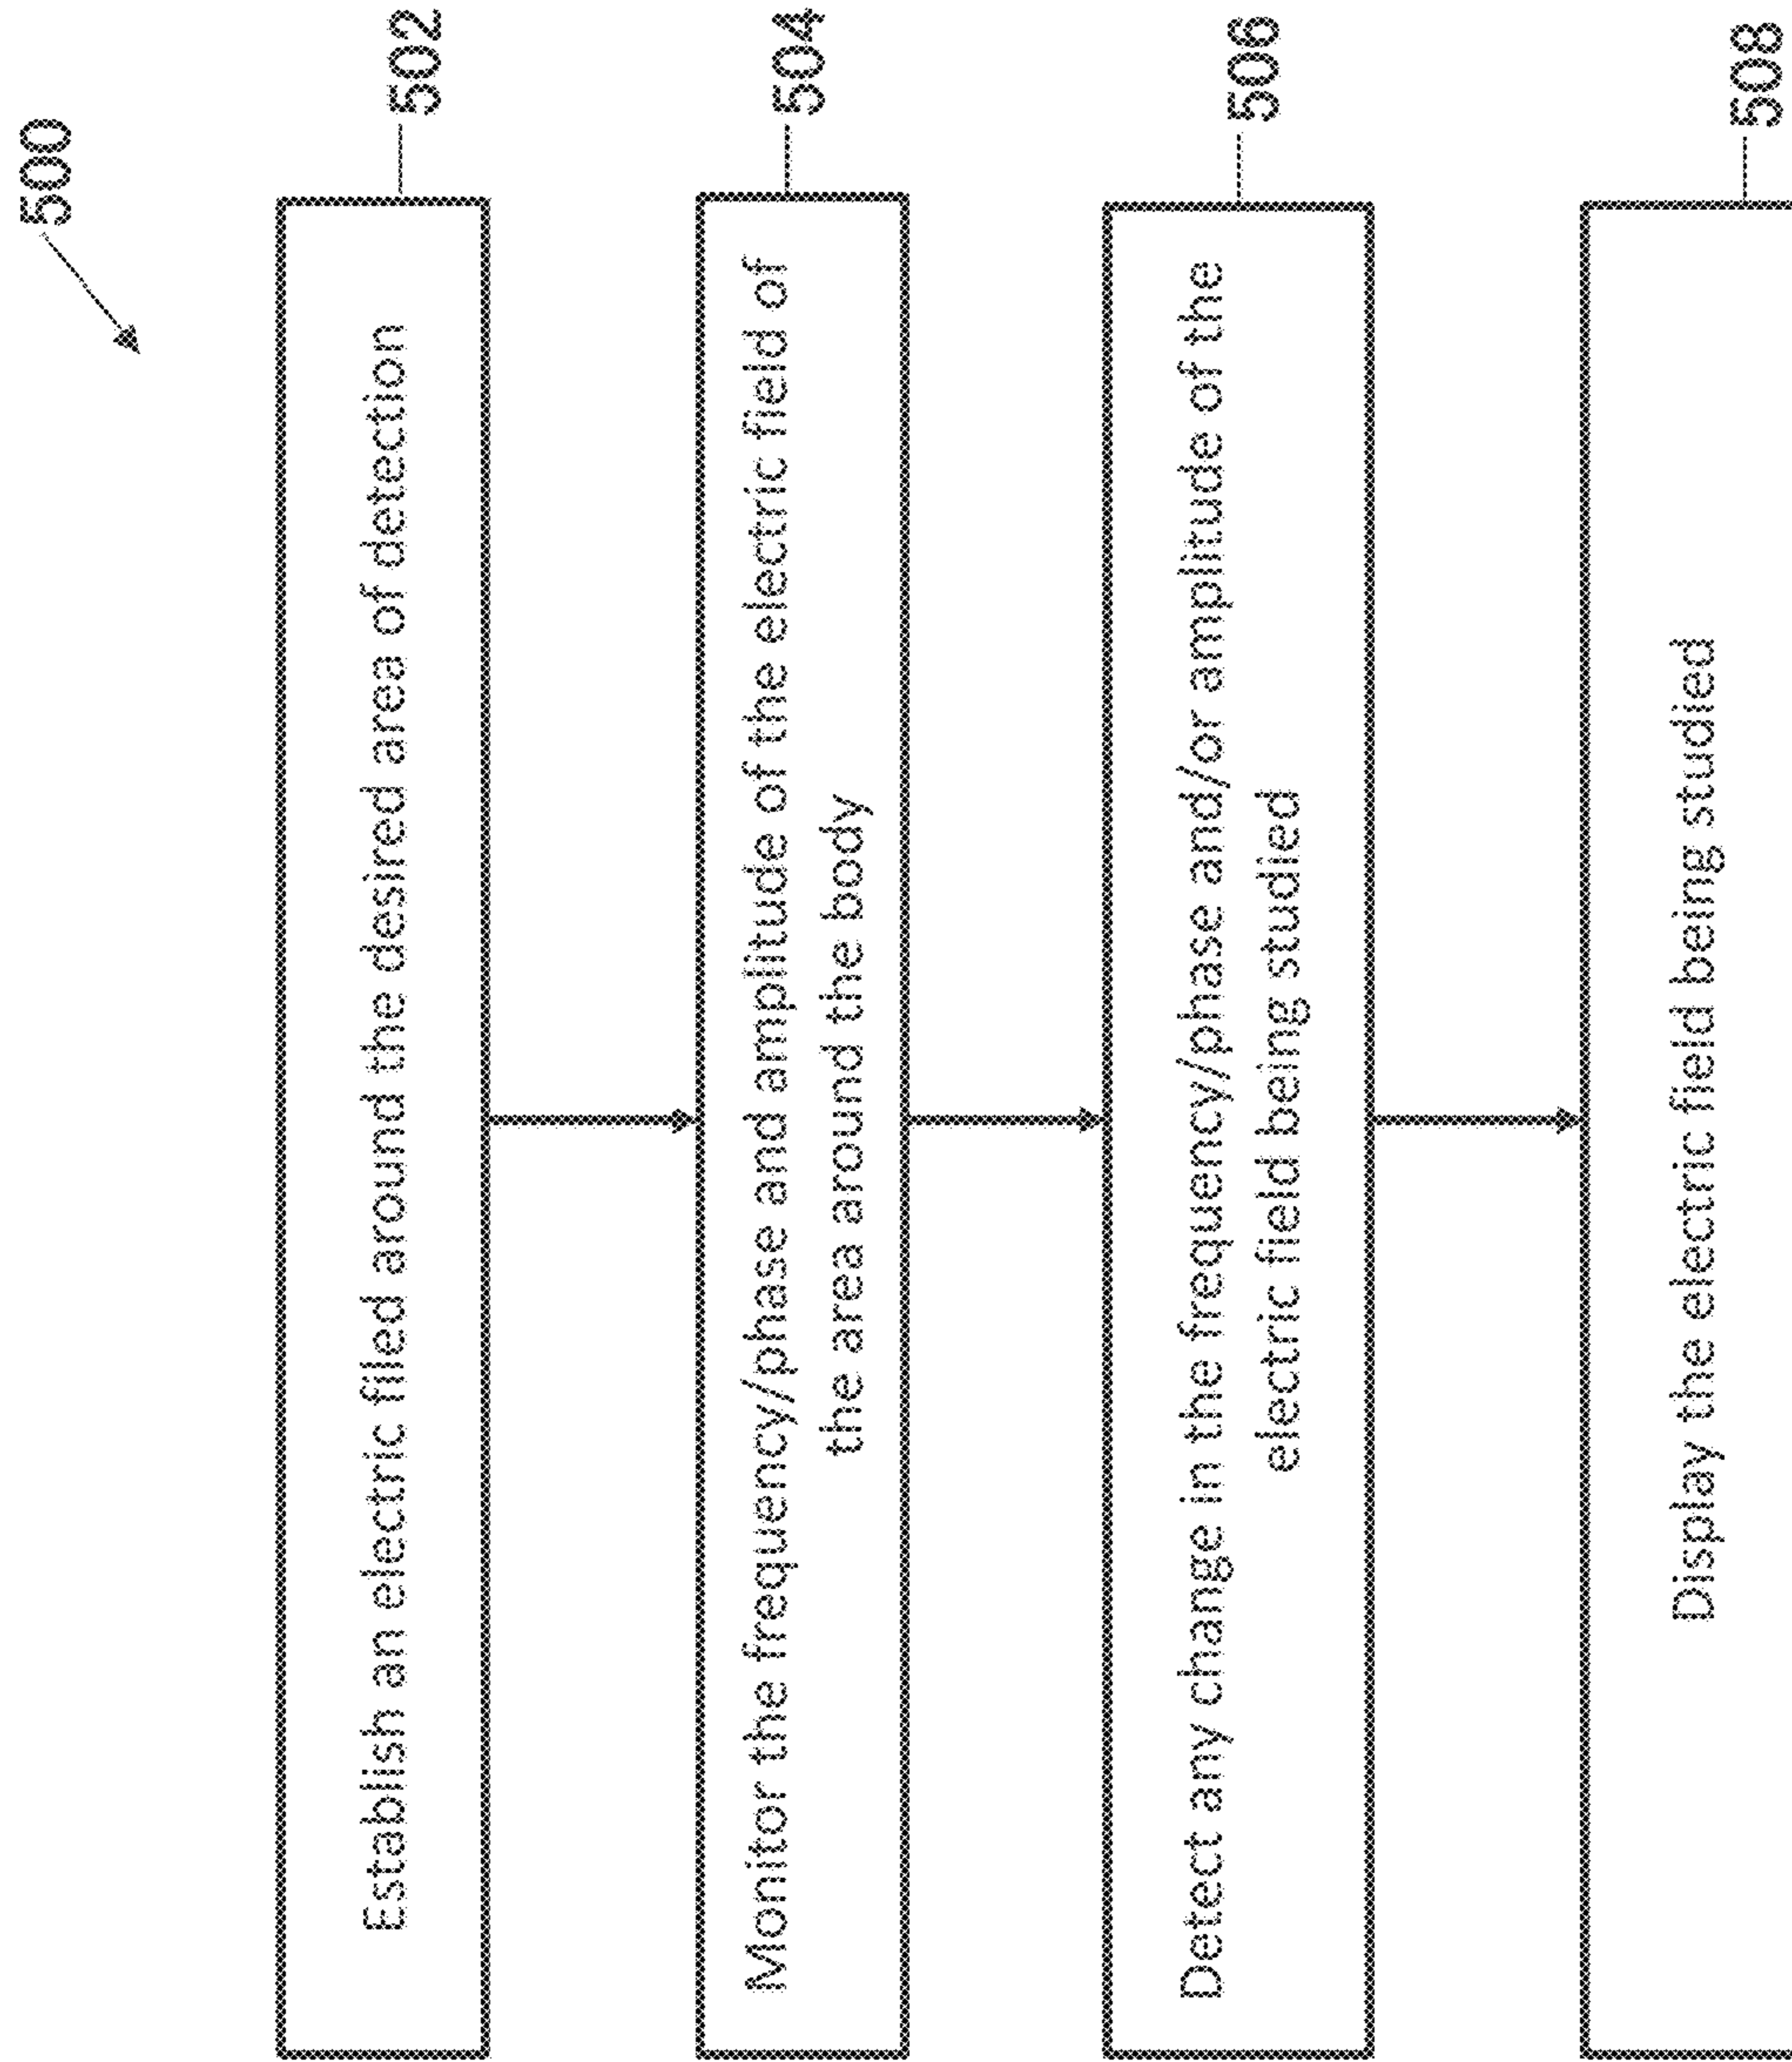 500
Establish an electric filed around the desired area of detection
502
Monitor the frequency/phase and amplitude of the electric field of
the area around the body
504
Detect any change in the frequency/phase and/or amplitude of the
electric field being studied
506
Display the electric field being studied
508